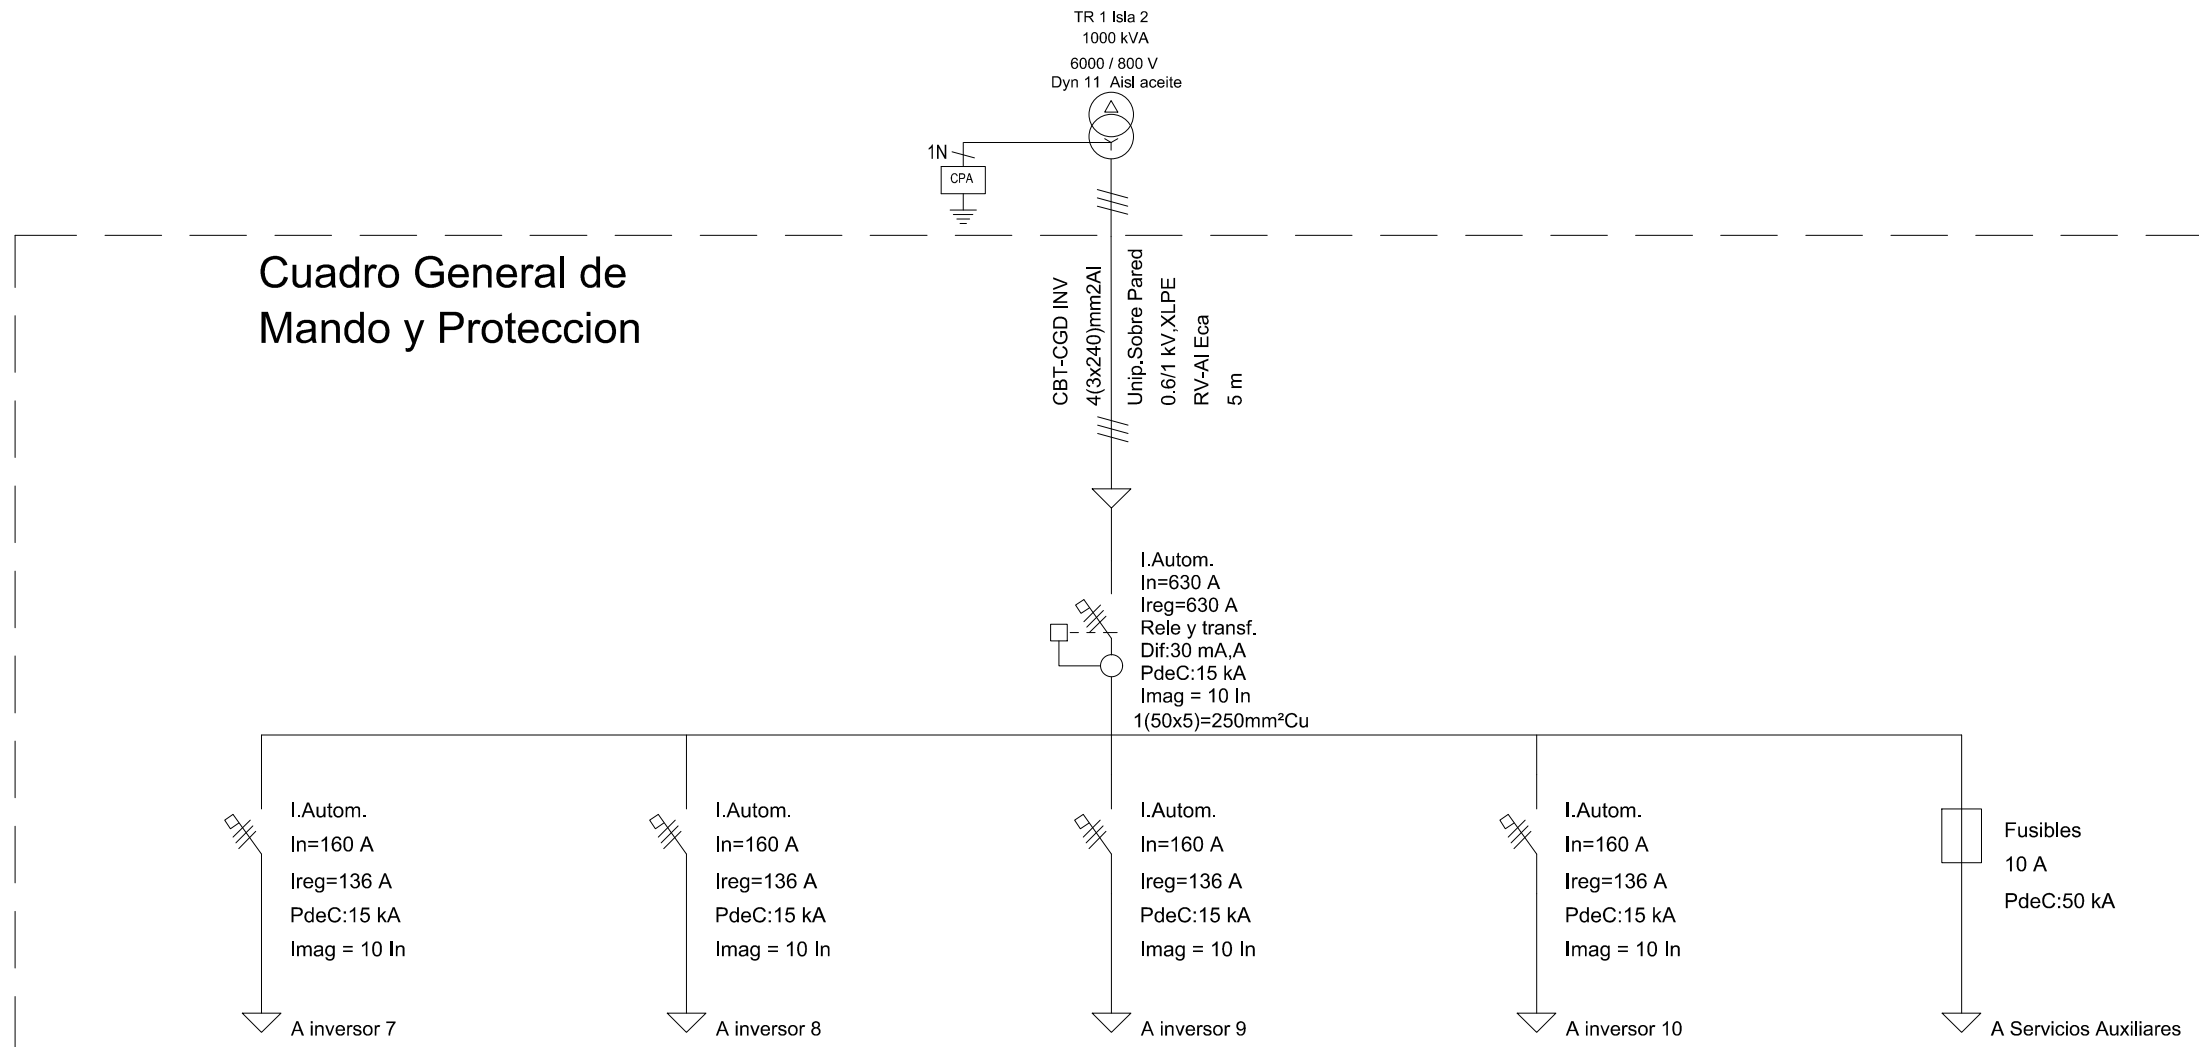 TR 1 Isla 2
1000 kVA
6000 / 800 V
Dyn 11 Aisl aceite
1N
CPA
Cuadro General de
Mando y Proteccion
CBT-CGD INV
4(3x240)mm2Al
Unip.Sobre Pared
0.6/1 kV,XLPE
RV-Al Eca
5 m
I.Autom.
In=630 A
Ireg=630 A
Rele y transf.
Dif:30 mA,A
PdeC:15 kA
Imag = 10 In
1(50x5)=250mm²Cu
I.Autom.
In=160 A
Ireg=136 A
PdeC:15 kA
Imag = 10 In
A inversor 7
I.Autom.
In=160 A
Ireg=136 A
PdeC:15 kA
Imag = 10 In
A inversor 8
I.Autom.
In=160 A
Ireg=136 A
PdeC:15 kA
Imag = 10 In
A inversor 9
I.Autom.
In=160 A
Ireg=136 A
PdeC:15 kA
Imag = 10 In
A inversor 10
Fusibles
10 A
PdeC:50 kA
A Servicios Auxiliares